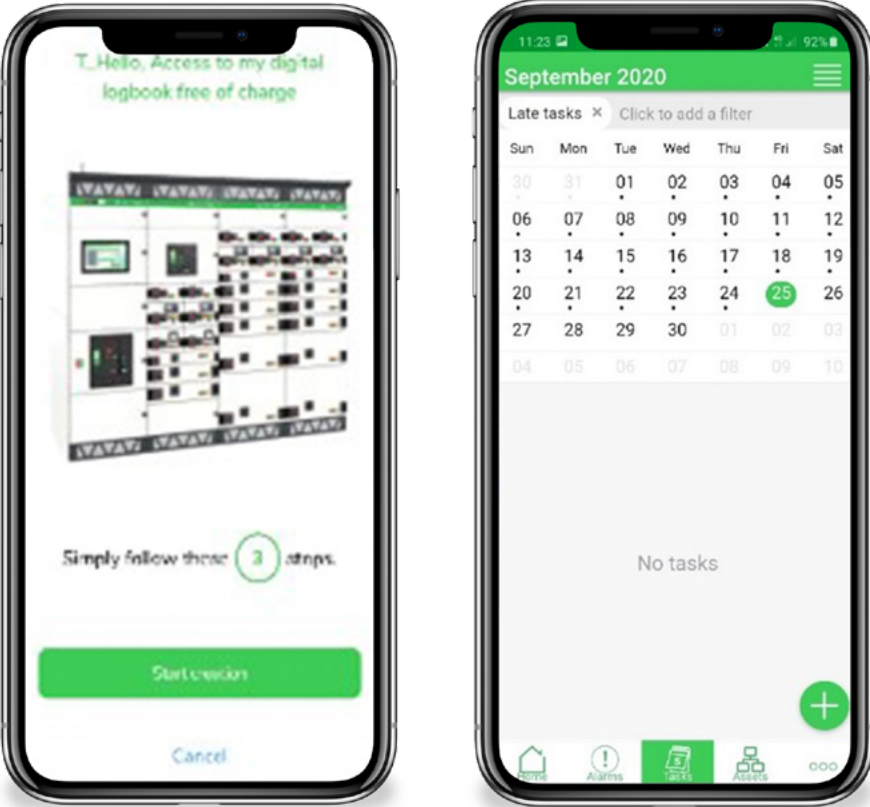 T_Hello, Access to my digital
logbook free of charge
Simply follow these 3 steps.
Start creation
Cancel
11:23 92%
September 2020
Late tasks × Click to add a filter
Sun Mon Tue Wed Thu Fri Sat
30 31 01 02 03 04 05
06 07 08 09 10 11 12
13 14 15 16 17 18 19
20 21 22 23 24 25 26
27 28 29 30 01 02 03
04 05 06 07 08 09 10
No tasks
Home Alarms Tasks Assets